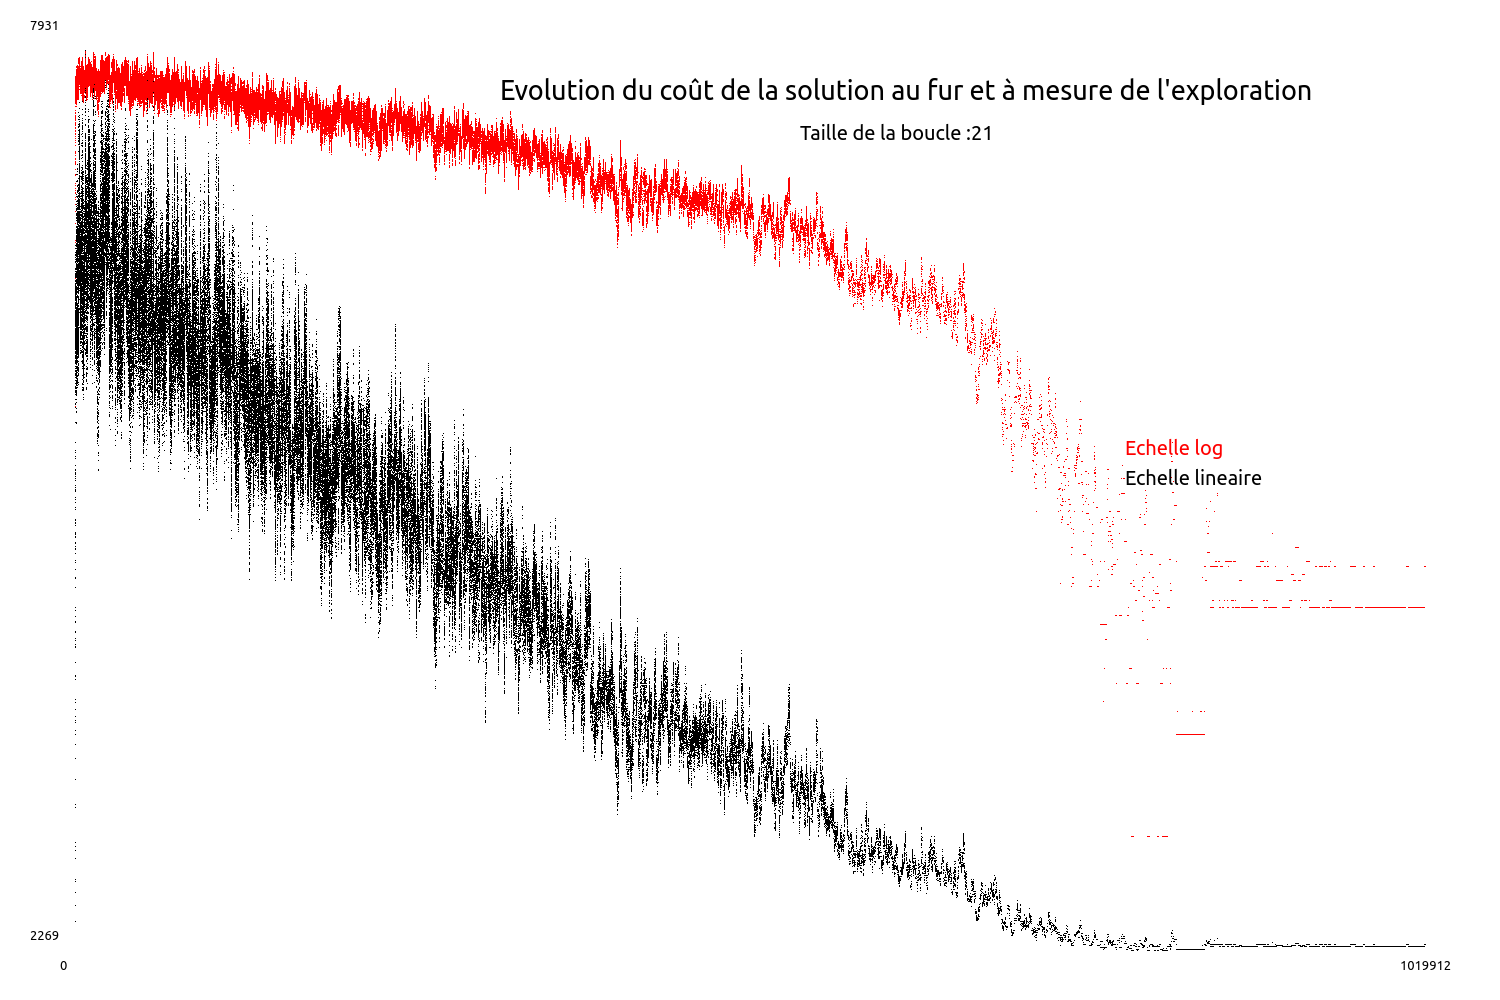 7931
Evolution du coût de la solution au fur et à mesure de l'exploration
Taille de la boucle :21
Echelle log
Echelle lineaire
2269
0
1019912